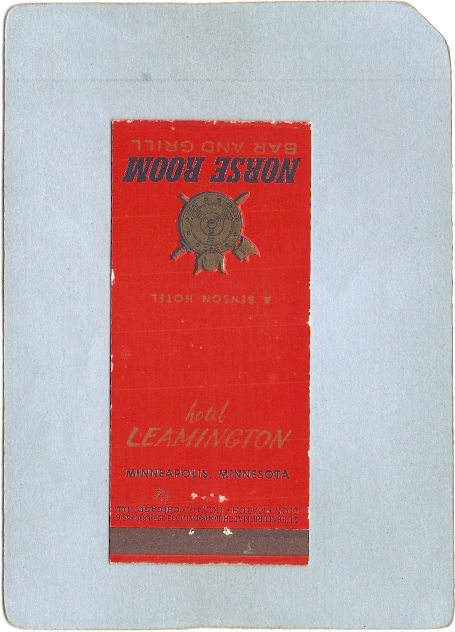 NORSE ROOM
BAR AND GRILL
A BENSON HOTEL
hotel
LEAMINGTON
MINNEAPOLIS, MINNESOTA